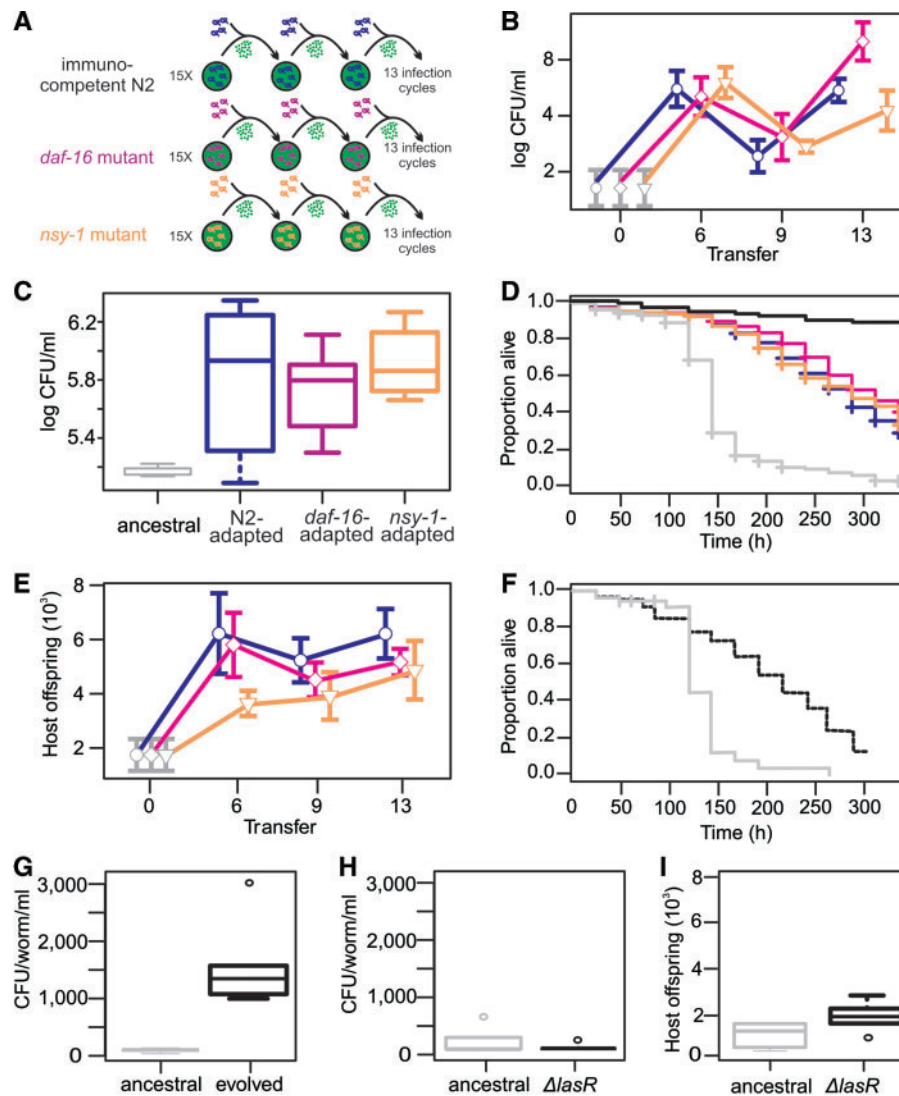 A
immuno-
competent N2
15X
13 infection
cycles
daf-16 mutant
15X
13 infection
cycles
nsy-1 mutant
15X
13 infection
cycles
B
log CFU/ml
8
4
2
0
6
9
13
Transfer
C
log CFU/ml
6.2
5.8
5.4
ancestral
N2-
adapted
daf-16-
adapted
nsy-1-
adapted
D
Proportion alive
1.0
0.8
0.6
0.4
0.2
0.0
0
50
100
150
200
250
300
Time (h)
E
Host offspring (10³)
8
6
4
2
0
6
9
13
Transfer
F
Proportion alive
1.0
0.8
0.6
0.4
0.2
0.0
0
50
100
150
200
250
300
Time (h)
G
CFU/worm/ml
3,000
2,000
1,000
0
ancestral
evolved
H
CFU/worm/ml
3,000
2,000
1,000
0
ancestral
ΔlasR
I
Host offspring (10³)
8
6
4
2
0
ancestral
ΔlasR